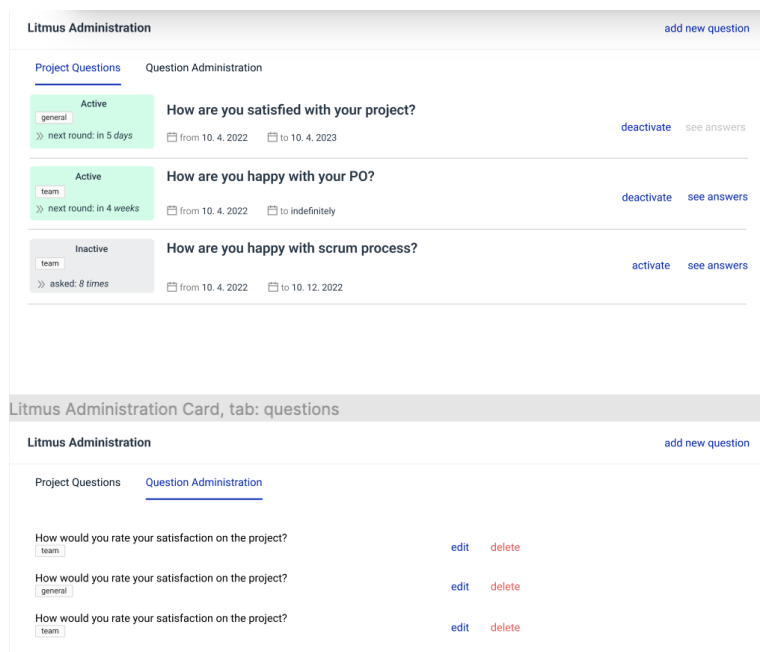 Litmus Administration add new question
Project Questions Question Administration
Active
general
next round: in 5 days
How are you satisfied with your project?
from 10. 4. 2022 to 10. 4. 2023
deactivate see answers
Active
team
next round: in 4 weeks
How are you happy with your PO?
from 10. 4. 2022 to indefinitely
deactivate see answers
Inactive
team
asked: 8 times
How are you happy with scrum process?
from 10. 4. 2022 to 10. 12. 2022
activate see answers
Litmus Administration Card, tab: questions
Litmus Administration add new question
Project Questions Question Administration
How would you rate your satisfaction on the project?
team
edit delete
How would you rate your satisfaction on the project?
general
edit delete
How would you rate your satisfaction on the project?
team
edit delete